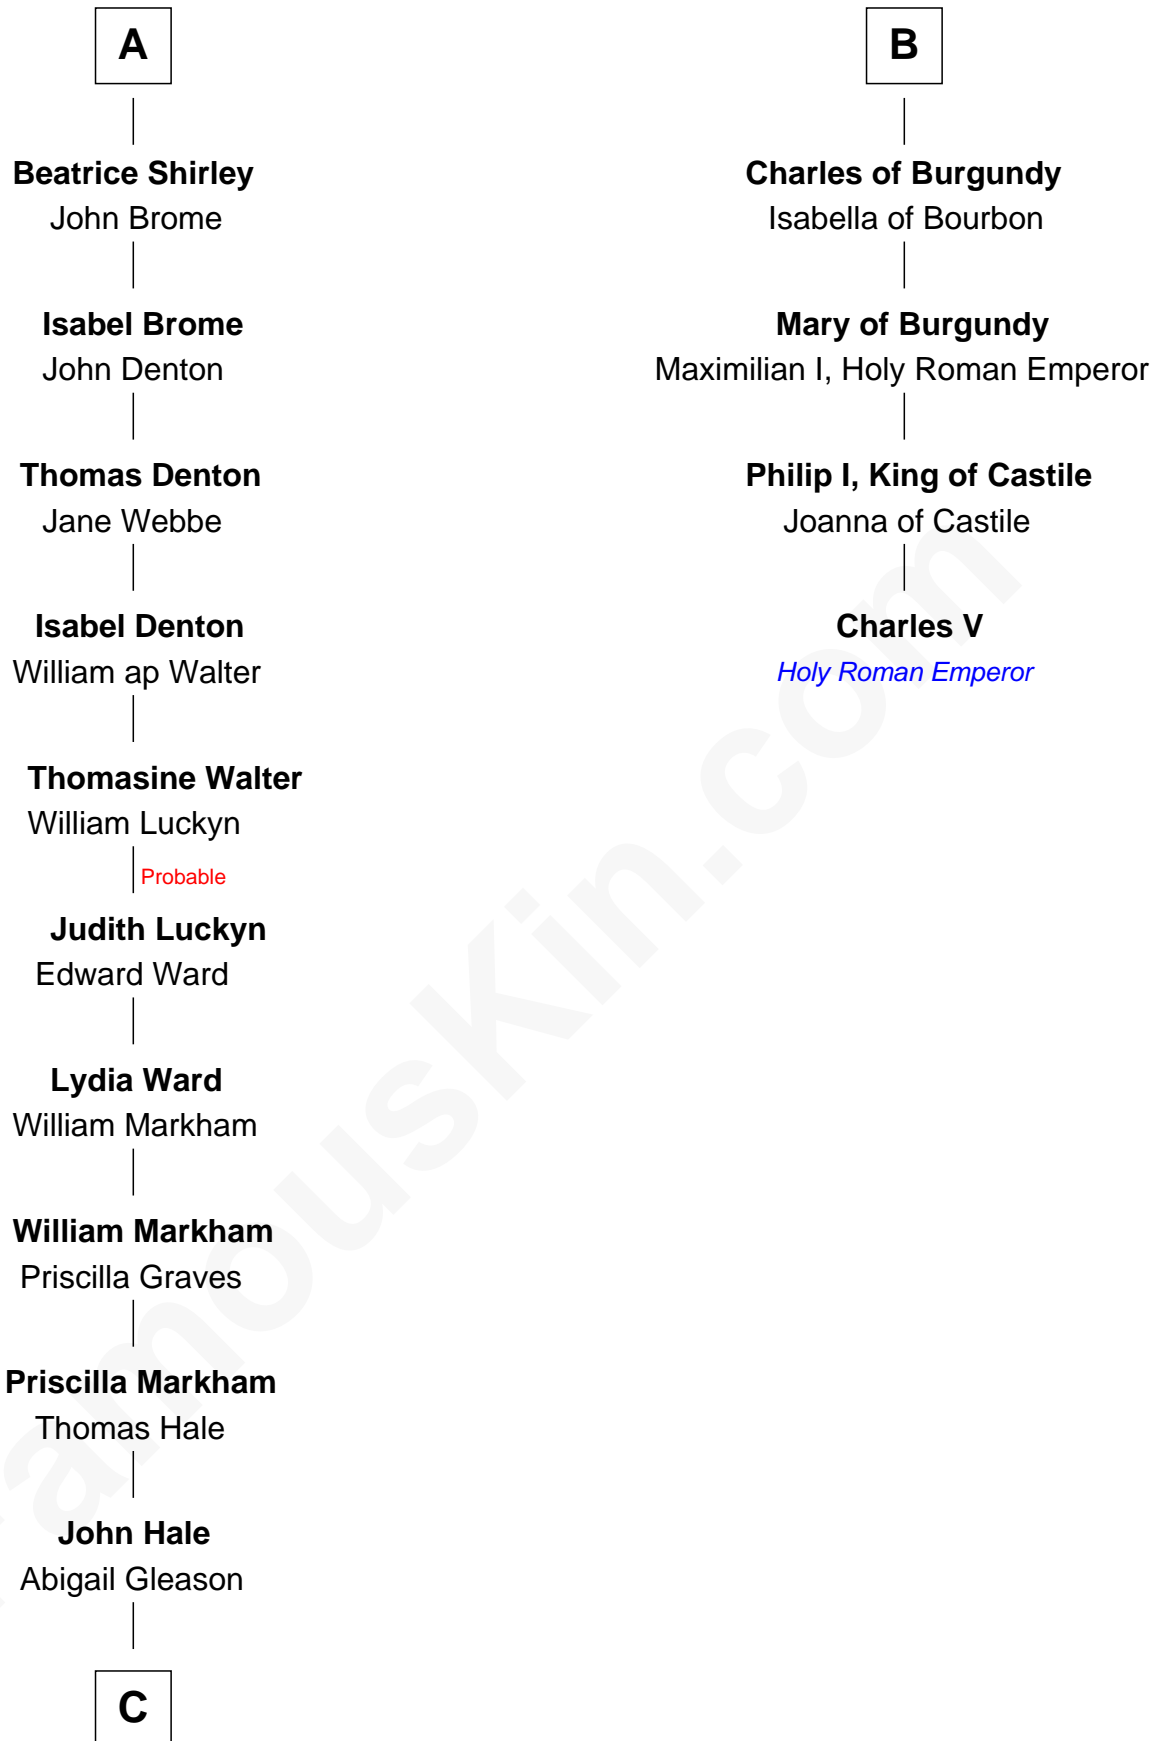 A
Beatrice Shirley
John Brome
Isabel Brome
John Denton
Thomas Denton
Jane Webbe
Isabel Denton
William ap Walter
Thomasine Walter
William Luckyn
Probable
Judith Luckyn
Edward Ward
Lydia Ward
William Markham
William Markham
Priscilla Graves
Priscilla Markham
Thomas Hale
John Hale
Abigail Gleason
C
B
Charles of Burgundy
Isabella of Bourbon
Mary of Burgundy
Maximilian I, Holy Roman Emperor
Philip I, King of Castile
Joanna of Castile
Charles V
Holy Roman Emperor
FamousKin.com